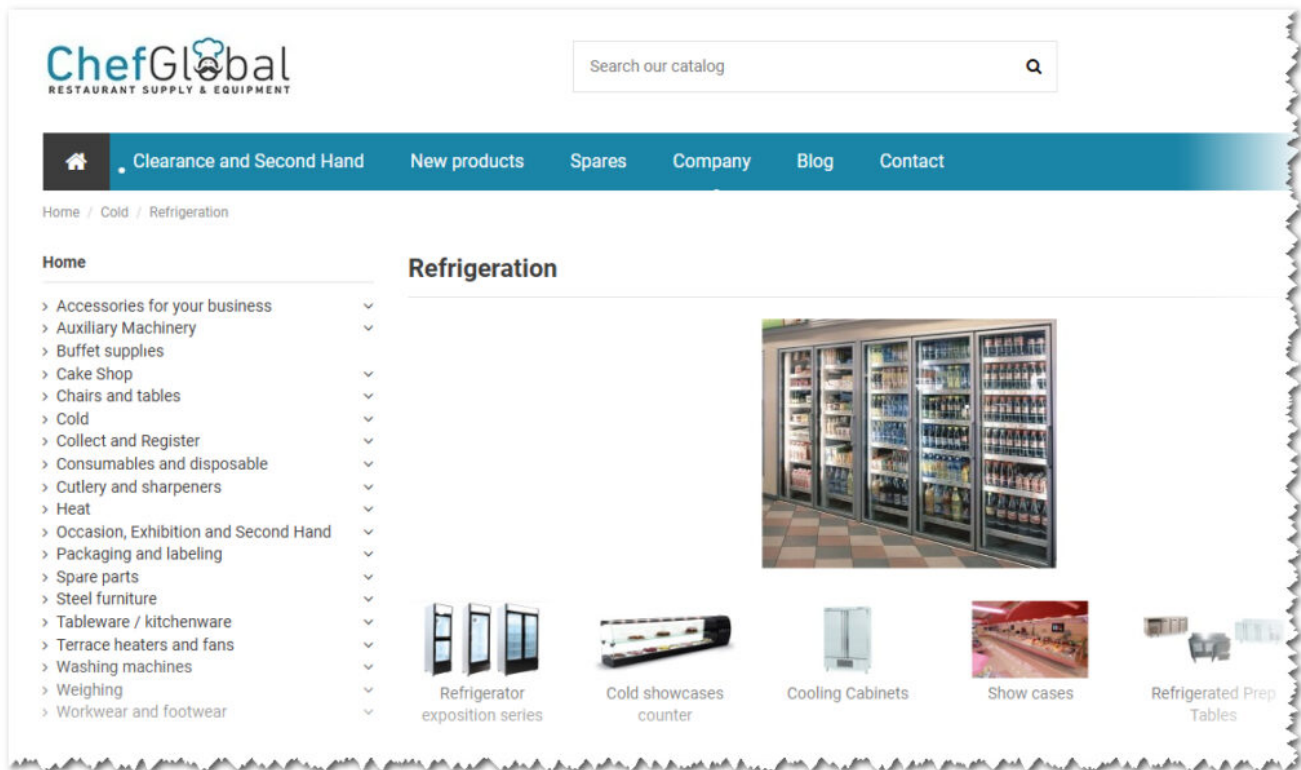 ChefGlobal
RESTAURANT SUPPLY & EQUIPMENT
Search our catalog
Clearance and Second Hand New products Spares Company Blog Contact
Home / Cold / Refrigeration
Home
> Accessories for your business
> Auxiliary Machinery
> Buffet supplies
> Cake Shop
> Chairs and tables
> Cold
> Collect and Register
> Consumables and disposable
> Cutlery and sharpeners
> Heat
> Occasion, Exhibition and Second Hand
> Packaging and labeling
> Spare parts
> Steel furniture
> Tableware / kitchenware
> Terrace heaters and fans
> Washing machines
> Weighing
> Workwear and footwear
Refrigeration
Refrigerator
exposition series
Cold showcases
counter
Cooling Cabinets
Show cases
Refrigerated Prep
Tables